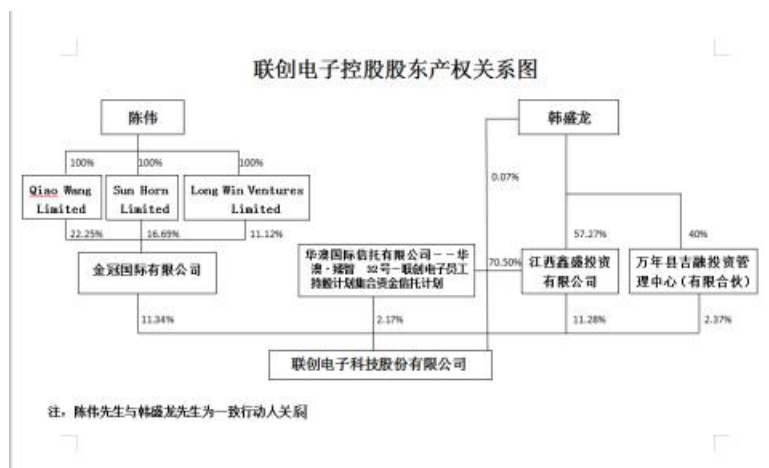 联创电子控股股东产权关系图
陈伟
韩盛龙
100%
100%
100%
0.07%
Qiao Wang
Limited
Sun Horn
Limited
Long Win Ventures
Limited
22.25%
16.69%
11.12%
57.27%
40%
金冠国际有限公司
华澳国际信托有限公司--华
澳·臻智 32号-联创电子员工
持股计划集合资金信托计划
70.50%
江西鑫盛投资
有限公司
万年县吉融投资管
理中心(有限合伙)
11.34%
2.17%
11.28%
2.37%
联创电子科技股份有限公司
注:陈伟先生与韩盛龙先生为一致行动人关系